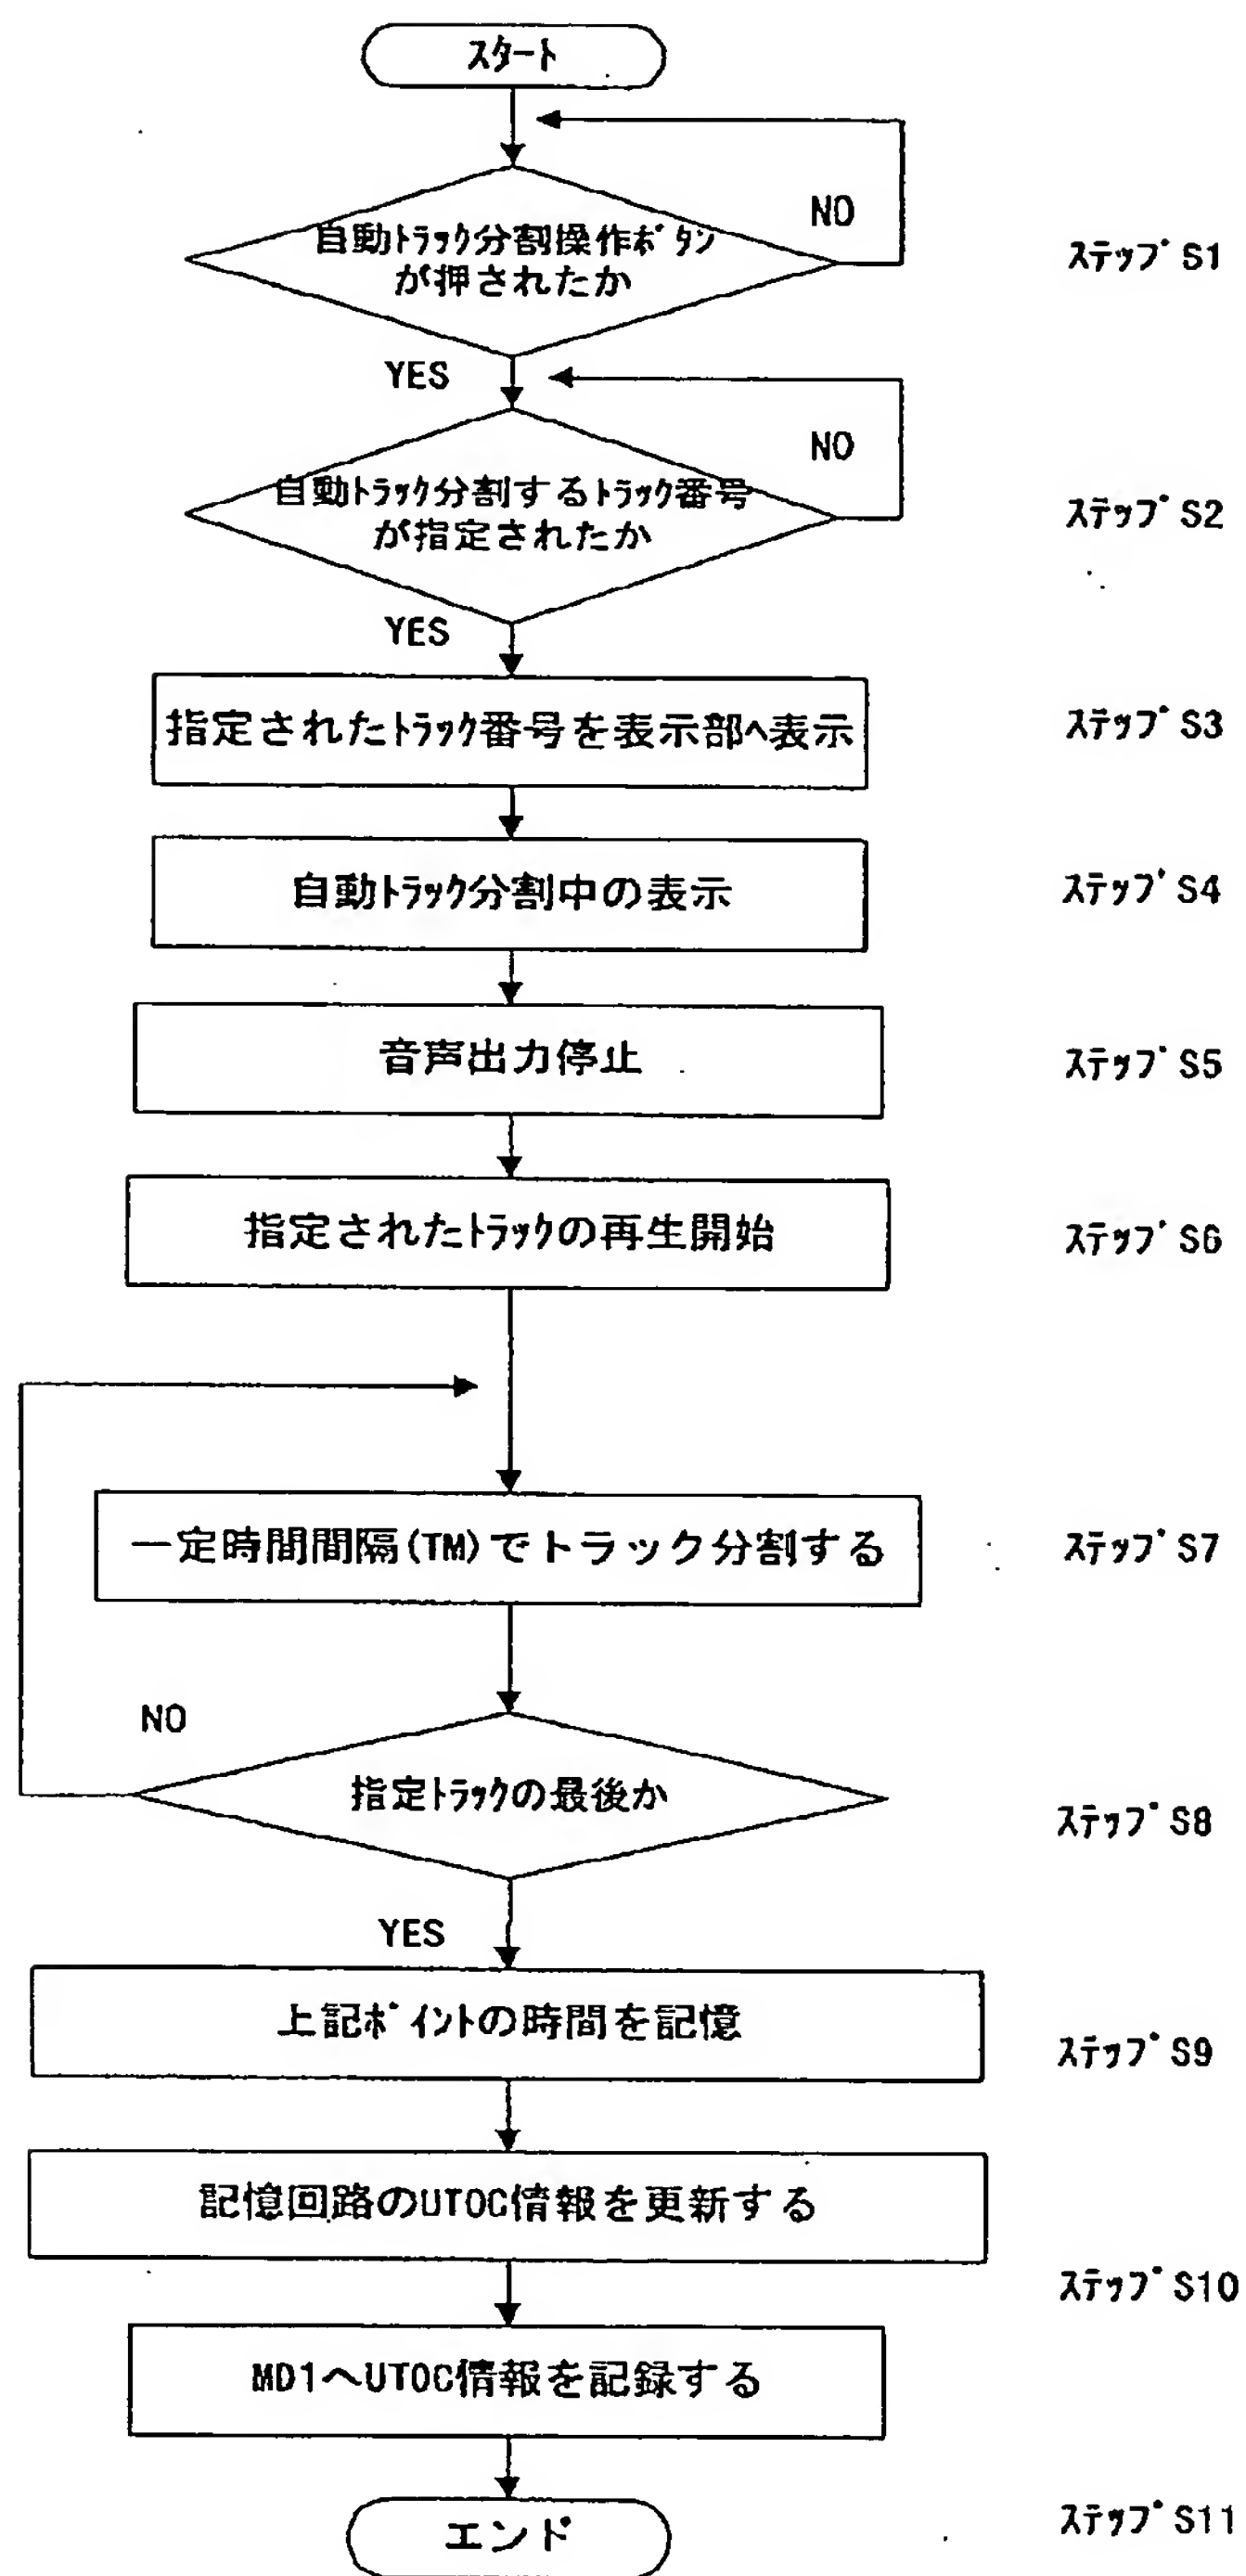 スタート
NO
自動トラック分割操作ボタン
が押されたか
ステップS1
YES
NO
自動トラック分割するトラック番号
が指定されたか
ステップS2
YES
指定されたトラック番号を表示部へ表示
ステップS3
自動トラック分割中の表示
ステップS4
音声出力停止
ステップS5
指定されたトラックの再生開始
ステップS6
一定時間間隔(TM)でトラック分割する
ステップS7
NO
指定トラックの最後か
ステップS8
YES
上記ポイントの時間を記憶
ステップS9
記憶回路のUTOC情報を更新する
ステップS10
MD1へUTOC情報を記録する
エンド
ステップS11